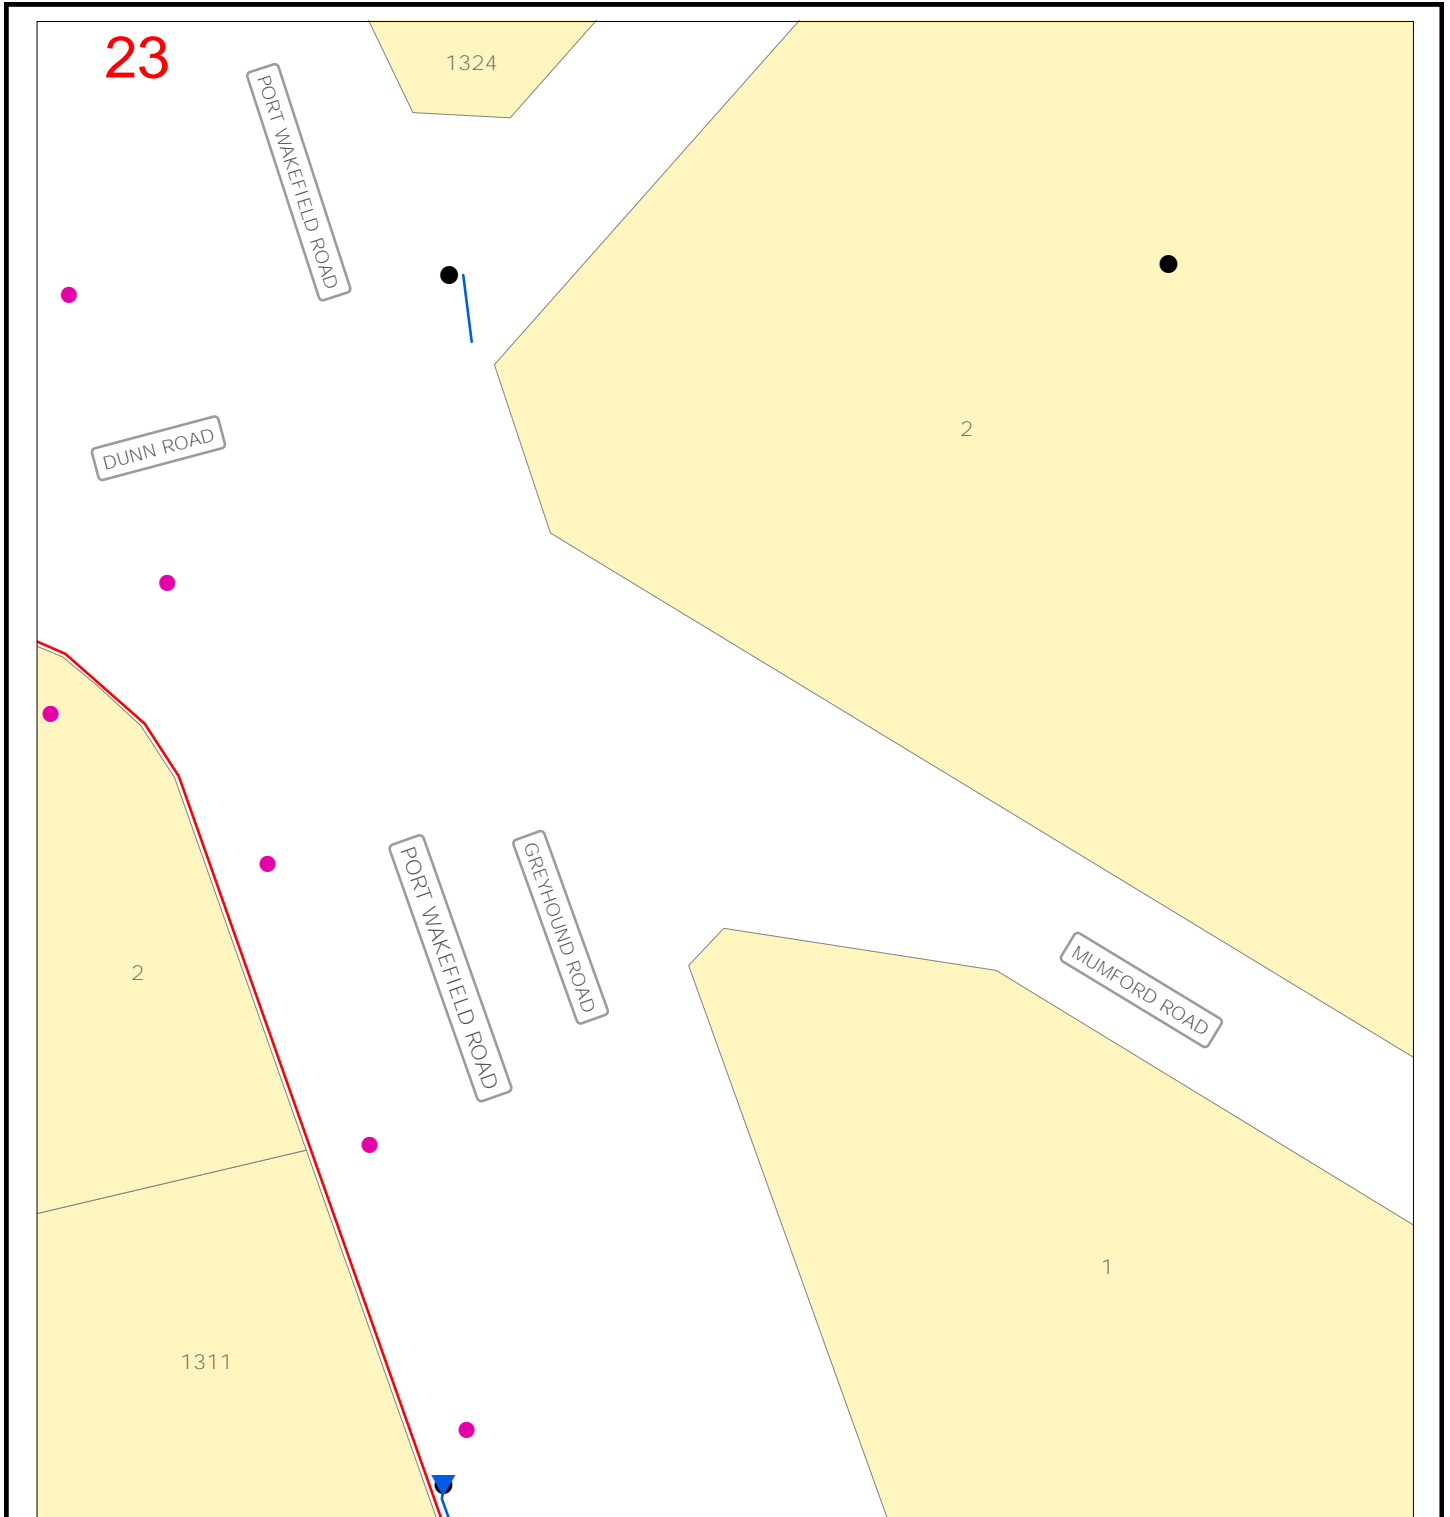 23
1324
PORT WAKEFIELD ROAD
2
DUNN ROAD
PORT WAKEFIELD ROAD
GREYHOUND ROAD
MUMFORD ROAD
2
1
1311